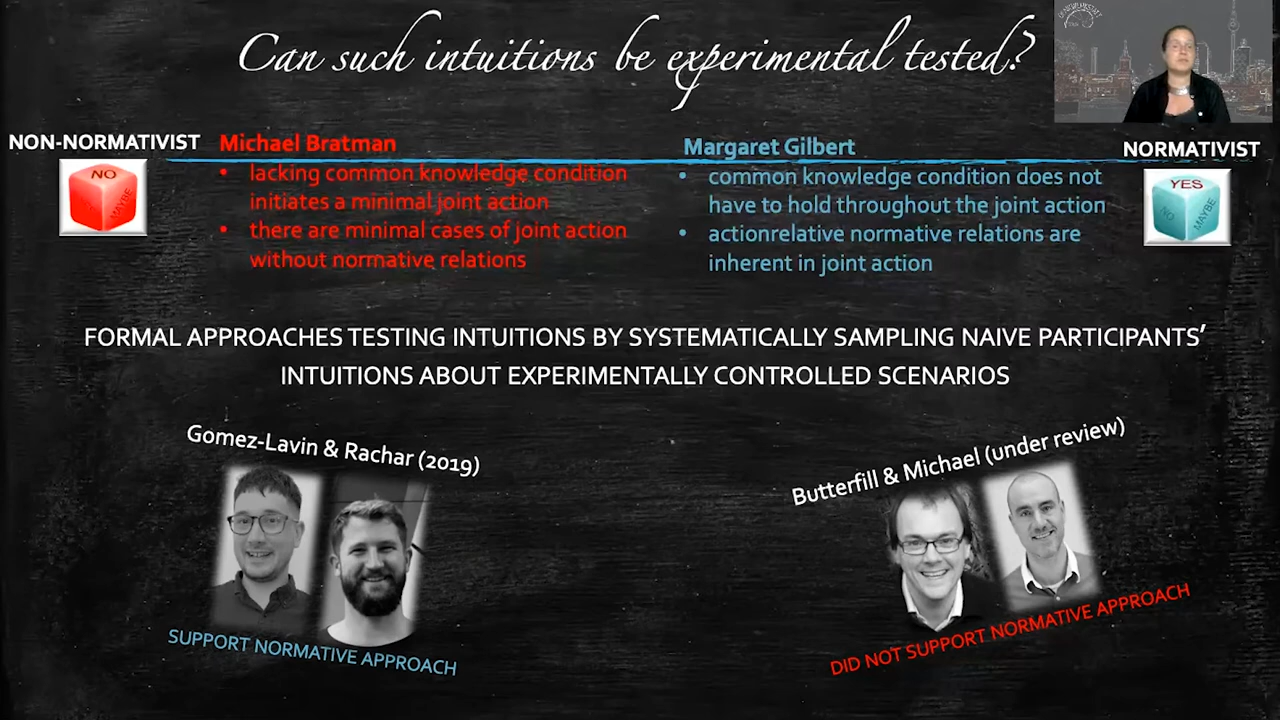 Can such intuitions be experimental tested?
NON-NORMATIVIST
NO
MAYBE
Michael Bratman
• lacking common knowledge condition
initiates a minimal joint action
• there are minimal cases of joint action
without normative relations
Margaret Gilbert
• common knowledge condition does not
have to hold throughout the joint action
• actionrelative normative relations are
inherent in joint action
NORMATIVIST
YES
NO
MAYBE
FORMAL APPROACHES TESTING INTUITIONS BY SYSTEMATICALLY SAMPLING NAIVE PARTICIPANTS’
INTUITIONS ABOUT EXPERIMENTALLY CONTROLLED SCENARIOS
Gomez-Lavin & Rachar (2019)
SUPPORT NORMATIVE APPROACH
Butterfill & Michael (under review)
DID NOT SUPPORT NORMATIVE APPROACH